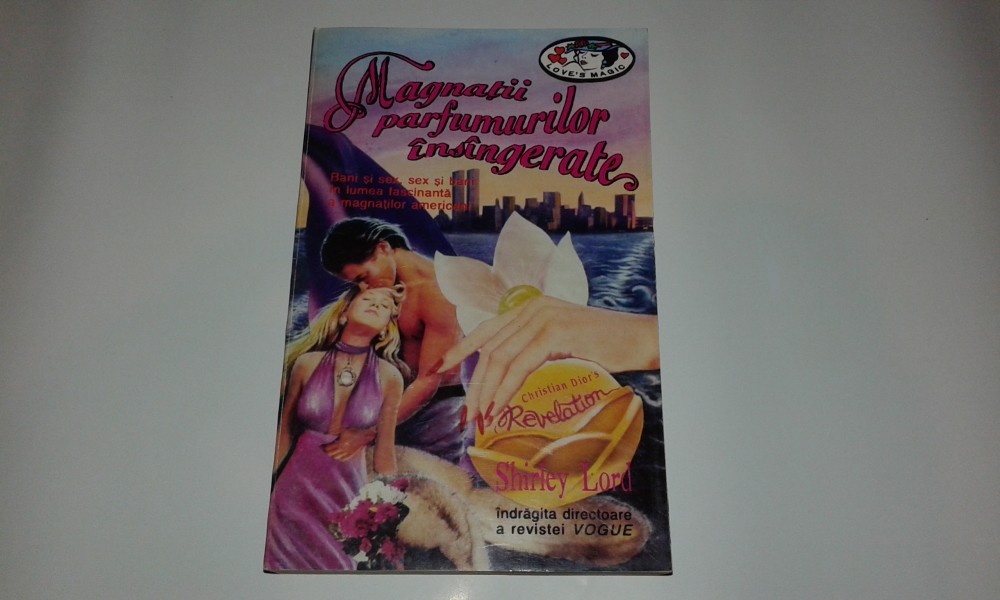 LOVE'S MAGIC
Magnații
parfumurilor
însîngerate
Bani și sex, sex și bani
în lumea fascinantă
a magnaților americani
Christian Dior's
Revelation
Shirley Lord
îndrăgita directoare
a revistei VOGUE